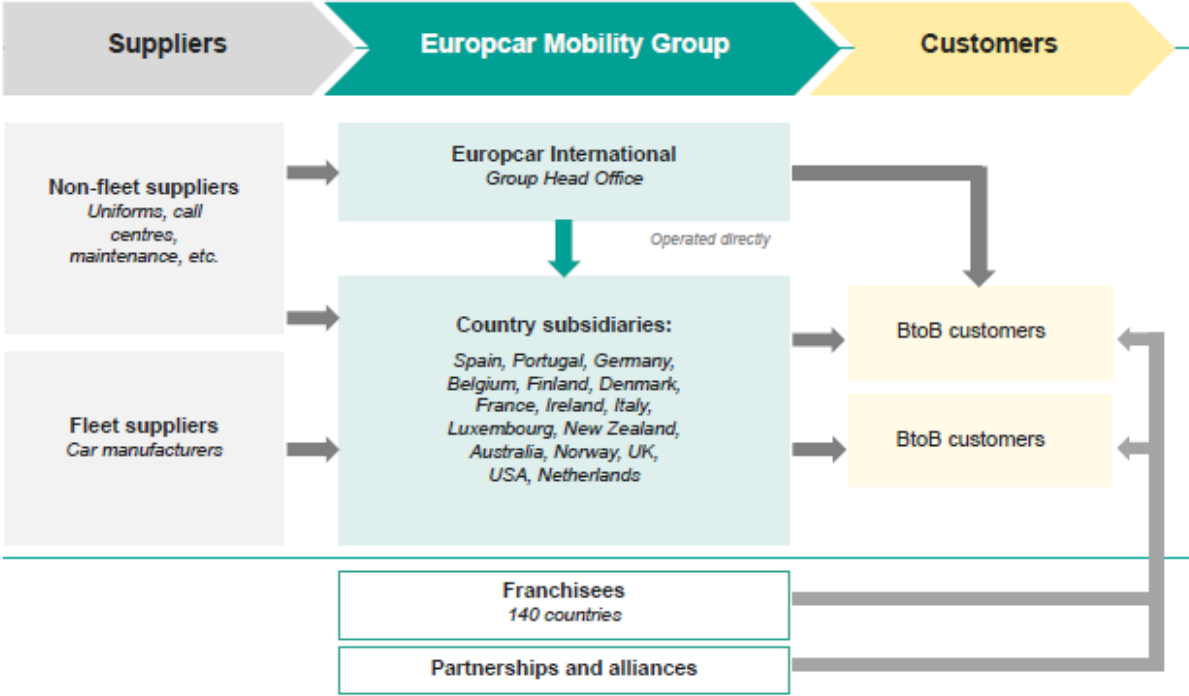 Suppliers
Europcar Mobility Group
Customers
Non-fleet suppliers
Uniforms, call
centres,
maintenance, etc.
Fleet suppliers
Car manufacturers
Europcar International
Group Head Office
Operated directly
Country subsidiaries:
Spain, Portugal, Germany,
Belgium, Finland, Denmark,
France, Ireland, Italy,
Luxembourg, New Zealand,
Australia, Norway, UK,
USA, Netherlands
BtoB customers
BtoB customers
Franchisees
140 countries
Partnerships and alliances